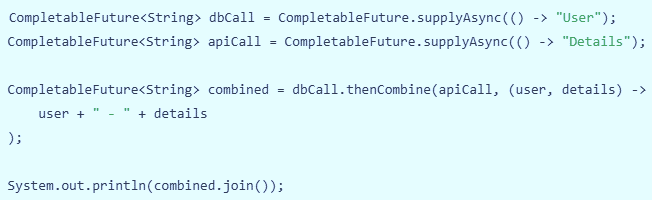 CompletableFuture<String> dbCall = CompletableFuture.supplyAsync(() -> "User");
CompletableFuture<String> apiCall = CompletableFuture.supplyAsync(() -> "Details");

CompletableFuture<String> combined = dbCall.thenCombine(apiCall, (user, details) ->
    user + " - " + details
);

System.out.println(combined.join());